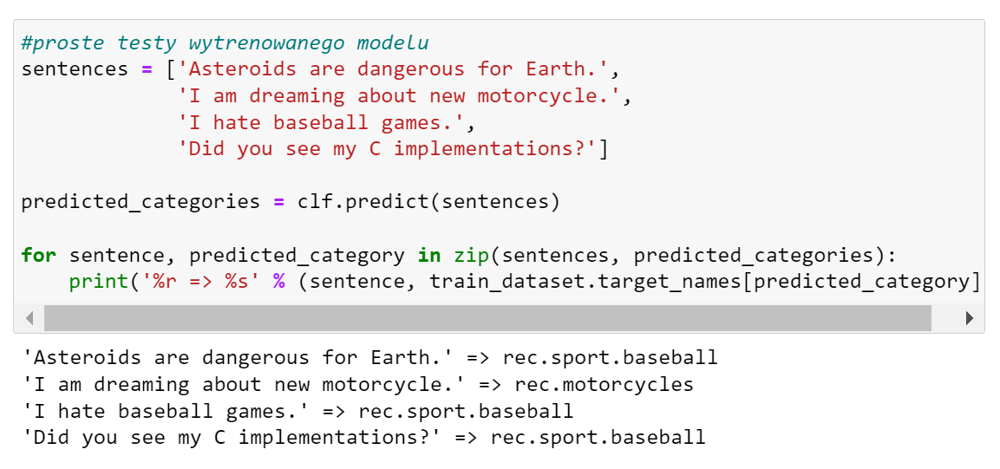 #proste testy wytrenowanego modelu
sentences = ['Asteroids are dangerous for Earth.',
'I am dreaming about new motorcycle.',
'I hate baseball games.',
'Did you see my C implementations?']
predicted_categories = clf.predict(sentences)
for sentence, predicted_category in zip(sentences, predicted_categories):
print('%r => %s' % (sentence, train_dataset.target_names[predicted_category]
'Asteroids are dangerous for Earth.' => rec.sport.baseball
'I am dreaming about new motorcycle.' => rec.motorcycles
'I hate baseball games.' => rec.sport.baseball
'Did you see my C implementations?' => rec.sport.baseball